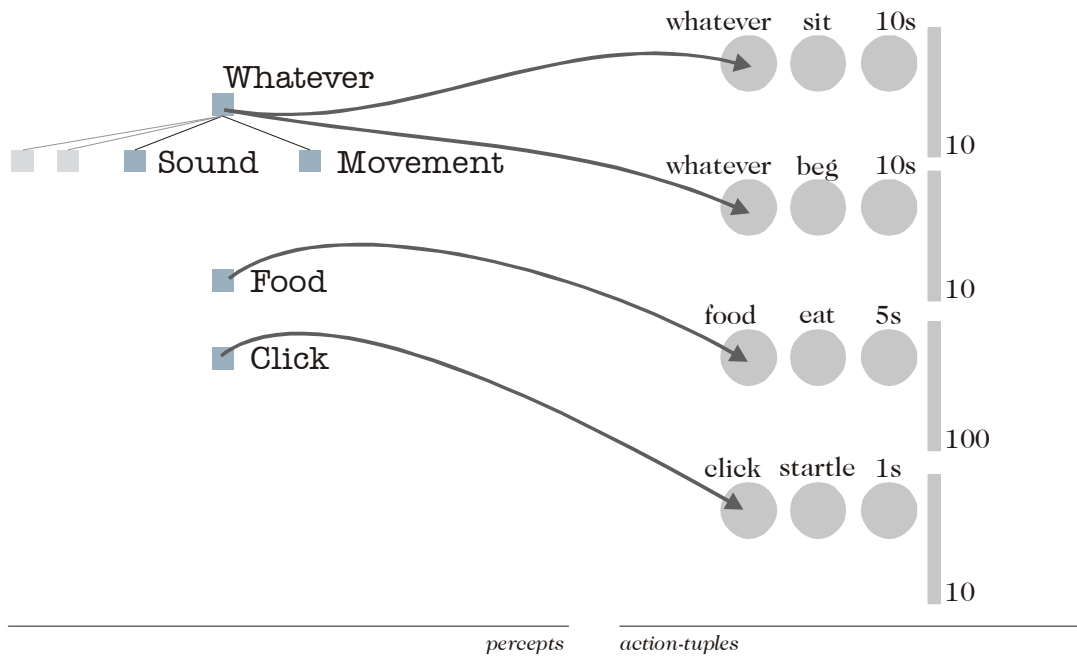 whatever sit 10s
Whatever
10
Sound Movement
whatever beg 10s
Food
10
food eat 5s
Click
100
click startle 1s
10
percepts action-tuples